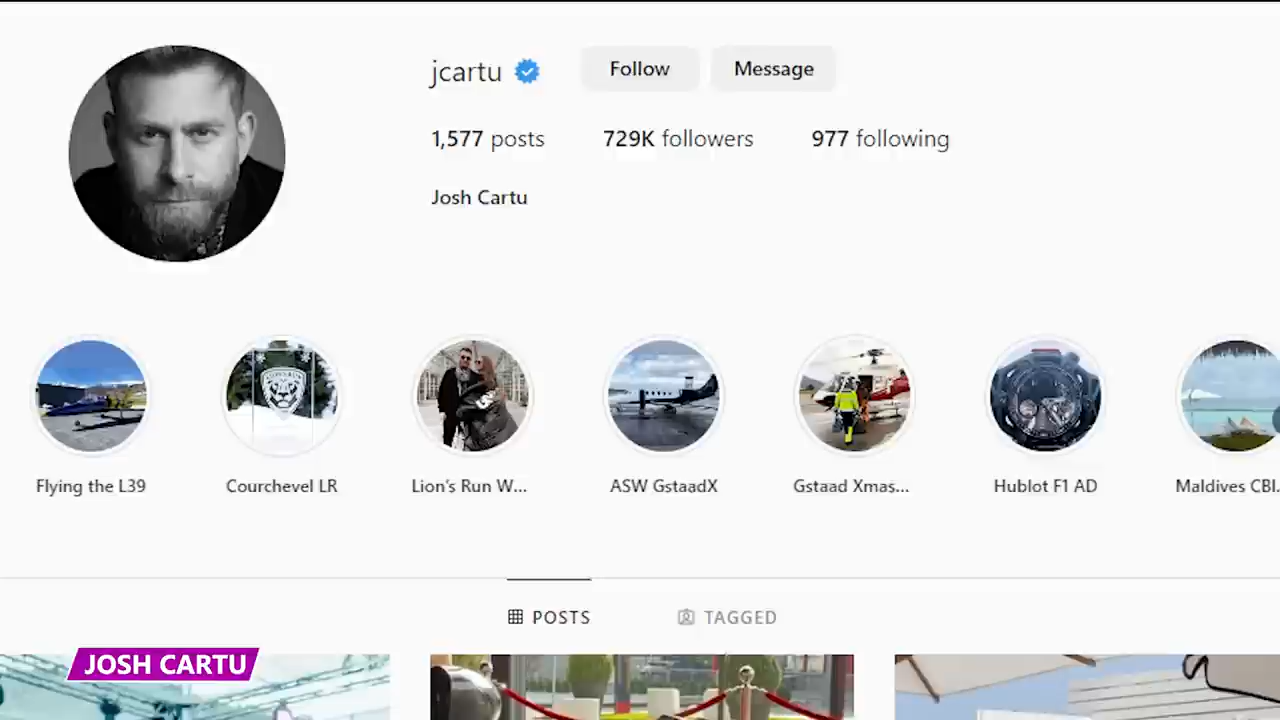 jcartu
Follow
Message
1,577 posts
729K followers
977 following
Josh Cartu
Flying the L39
Courchevel LR
Lion's Run W...
ASW GstaadX
Gstaad Xmas...
Hublot F1 AD
Maldives CBI.
POSTS
TAGGED
JOSH CARTU